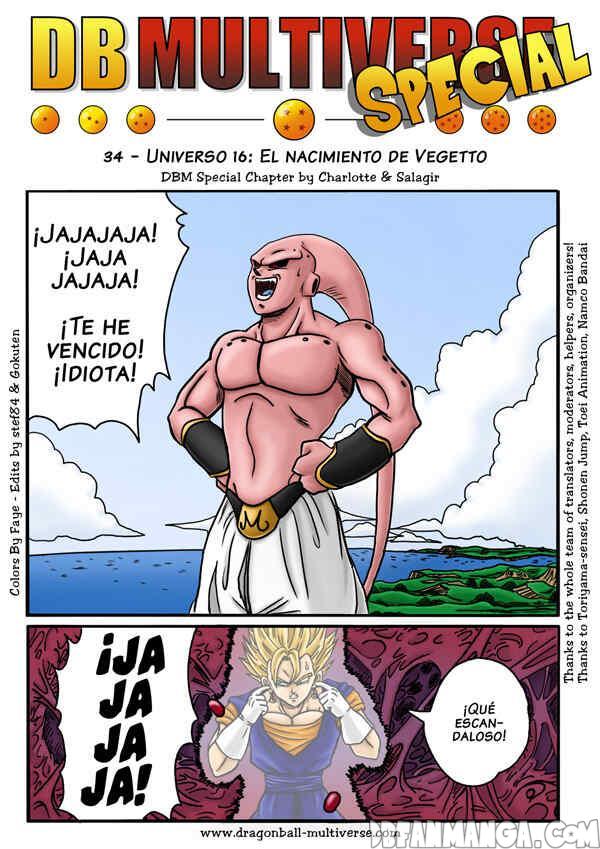 DB MULTIVERSE
SPECIAL
34 - UNIVERSO 16: EL NACIMIENTO DE VEGETTO
DBM Special Chapter by Charlotte & Salagir
¡JAJAJAJA!
¡JAJA
JAJAJA!
¡TE HE
VENCIDO!
¡IDIOTA!
Colors By Faye - Edits by stef84 & Gokuten
Thanks to the whole team of translators, moderators, helpers, organizers!
Thanks to Toriyama-sensei, Shonen Jump, Toei Animation, Namco Bandai
M
¡JA
JA
JA
JA!
¡QUÉ
ESCAN-
DALOSO!
www.dragonball-multiverse.com
DBFANMANGA.COM